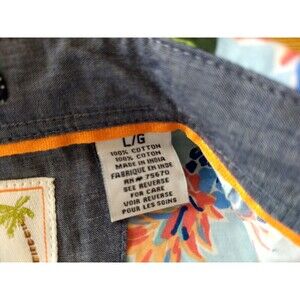 L/G
100% COTTON
100% COTON
MADE IN INDIA
FABRIQUE EN INDE
RN# 75670
SEE REVERSE
FOR CARE
VOIR REVERSE
POUR LES SOINS